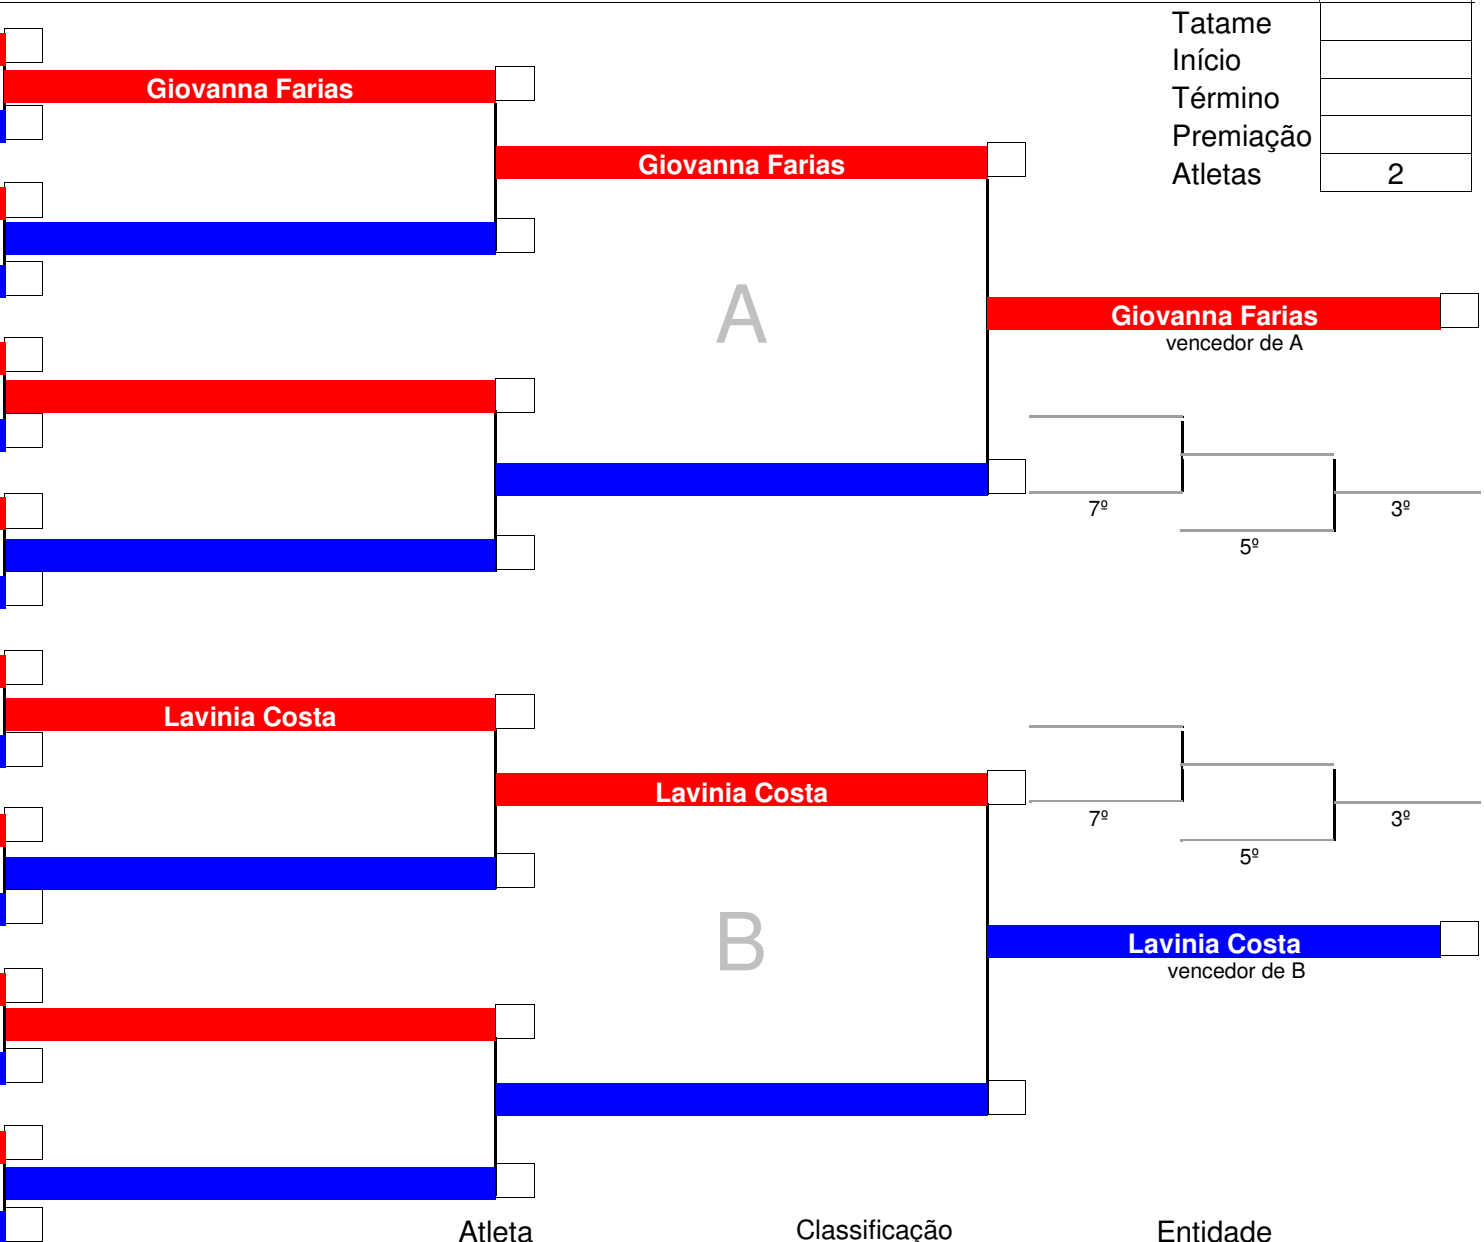 Tatame
Início
Término
Premiação
Atletas 2
Giovanna Farias
Giovanna Farias
A
Giovanna Farias
vencedor de A
7º
3º
5º
Lavinia Costa
Lavinia Costa
7º
3º
5º
B
Lavinia Costa
vencedor de B
Atleta Classificação Entidade